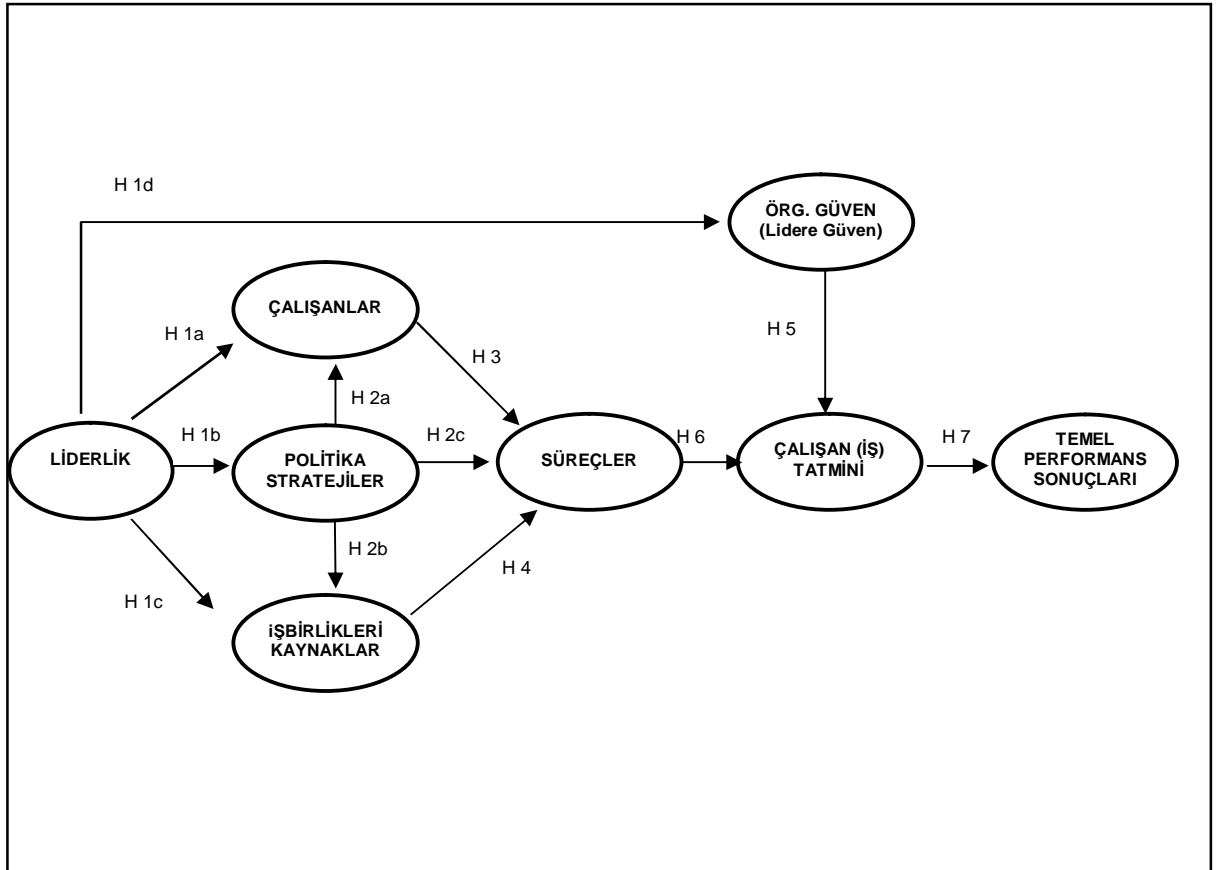 H 1d
ÖRG. GÜVEN
(Lidere Güven)
ÇALIŞANLAR
H 1a
H 3
H 5
H 2a
LİDERLİK
H 1b
POLİTİKA
STRATEJİLER
H 2c
SÜREÇLER
H 6
ÇALIŞAN (İŞ)
TATMİNİ
H 7
TEMEL
PERFORMANS
SONUÇLARI
H 2b
H 4
H 1c
iŞBİRLİKLERİ
KAYNAKLAR